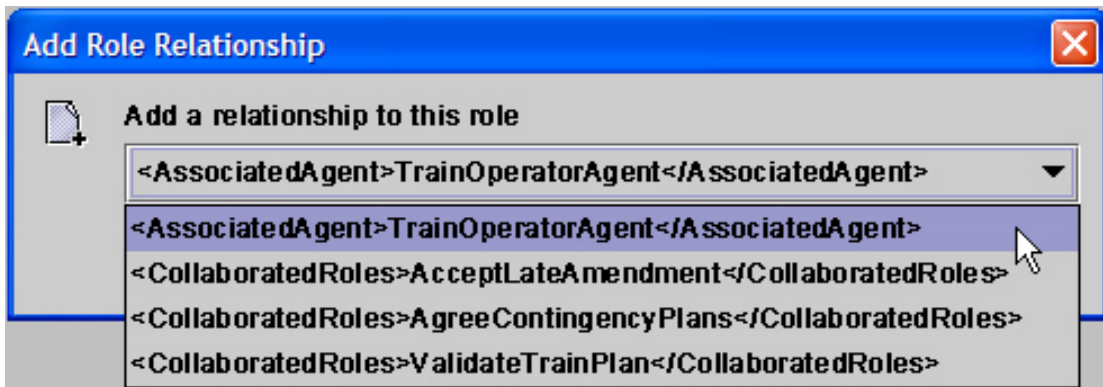 Add Role Relationship
Add a relationship to this role
<AssociatedAgent>TrainOperatorAgent</AssociatedAgent>
<AssociatedAgent>TrainOperatorAgent</AssociatedAgent>
<CollaboratedRoles>AcceptLateAmendment</CollaboratedRoles>
<CollaboratedRoles>AgreeContingencyPlans</CollaboratedRoles>
<CollaboratedRoles>ValidateTrainPlan</CollaboratedRoles>